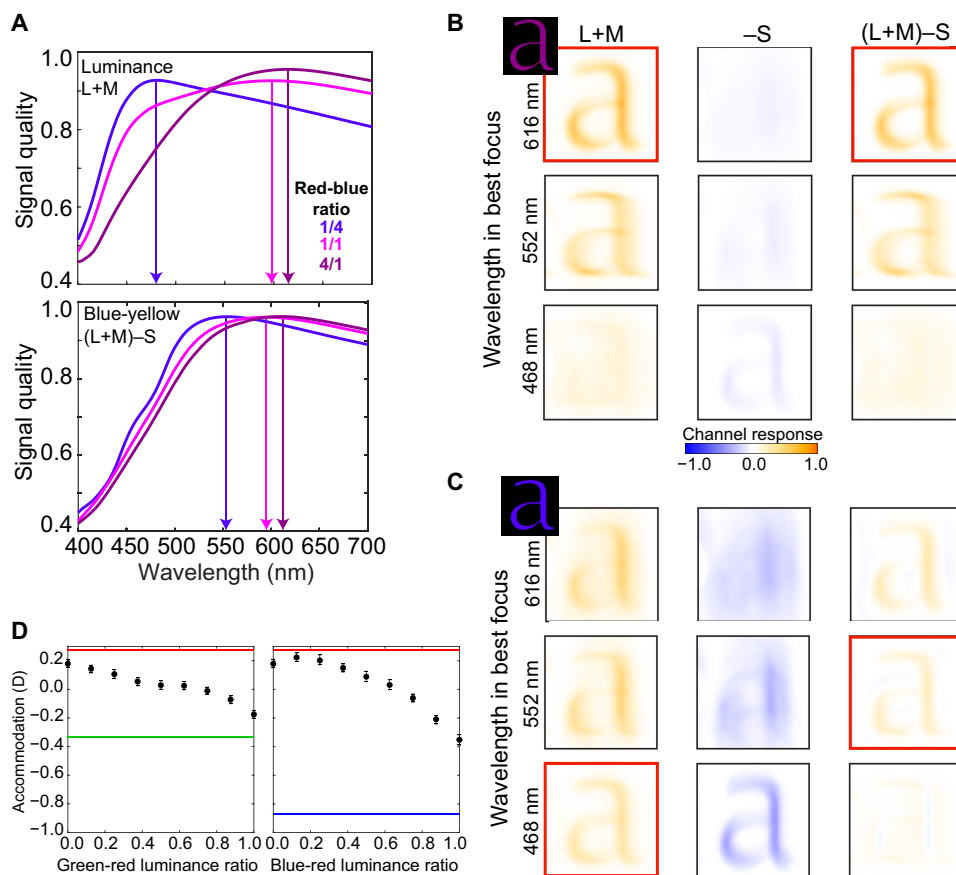 A
Luminance
L+M
Signal quality
1.0
0.9
0.8
0.7
0.6
0.4
Red-blue
ratio
1/4
1/1
4/1
Blue-yellow
(L+M)–S
Signal quality
1.0
0.9
0.8
0.6
0.4
400 450 500 550 600 650 700
Wavelength (nm)
B
a
L+M –S (L+M)–S
Wavelength in best focus
616 nm
a a
552 nm
a a
468 nm
a
Channel response
−1.0 0.0 1.0
C
a
Wavelength in best focus
616 nm
a a
552 nm
a a a
468 nm
a a a
D
Accommodation (D)
0.2
0.0
−0.2
−0.4
−0.6
−0.8
−1.0
0.0 0.2 0.4 0.6 0.8 1.0
Green-red luminance ratio
0.0 0.2 0.4 0.6 0.8 1.0
Blue-red luminance ratio